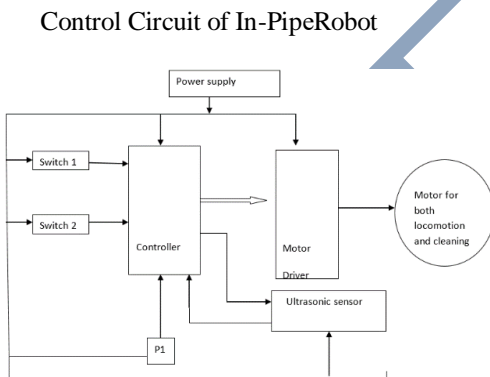 Control Circuit of In-PipeRobot
Power supply
Switch 1
Switch 2
Controller
Motor
Driver
Motor for
both
locomotion
and cleaning
Ultrasonic sensor
P1